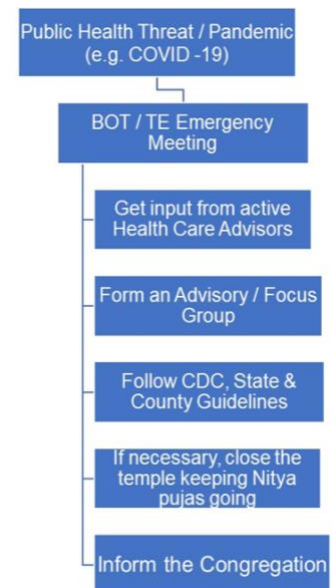 Public Health Threat / Pandemic
(e.g. COVID -19)
BOT / TE Emergency
Meeting
Get input from active
Health Care Advisors
Form an Advisory / Focus
Group
Follow CDC, State &
County Guidelines
If necessary, close the
temple keeping Nitya
pujas going
Inform the Congregation